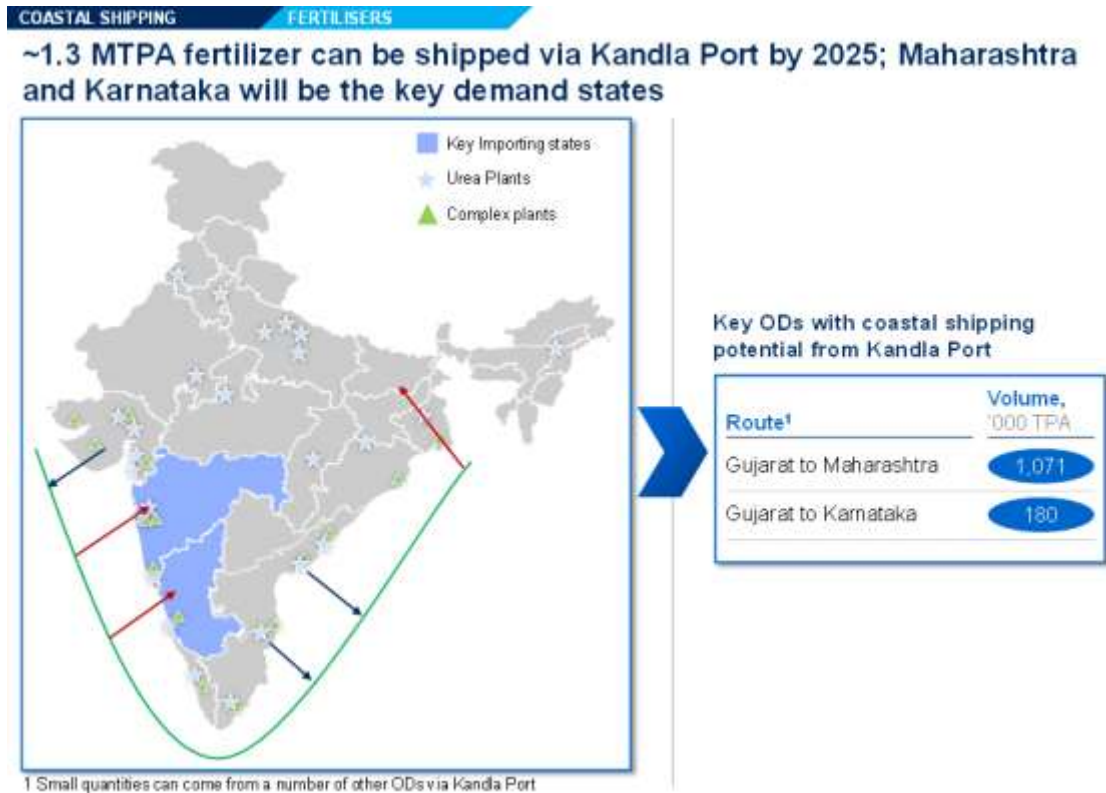 COASTAL SHIPPING
FERTILISERS
~1.3 MTPA fertilizer can be shipped via Kandla Port by 2025; Maharashtra
and Karnataka will be the key demand states
Key Importing states
Urea Plants
Complex plants
Key ODs with coastal shipping
potential from Kandla Port
Volume,
Route¹ '000 TPA
Gujarat to Maharashtra 1,071
Gujarat to Karnataka 180
1 Small quantities can come from a number of other ODs via Kandla Port